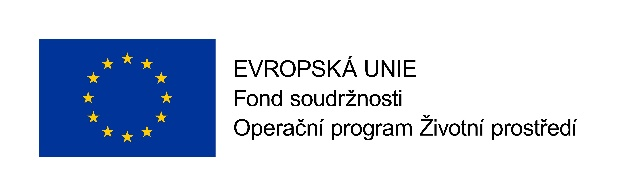 EVROPSKÁ UNIE
Fond soudržnosti
Operační program Životní prostředí